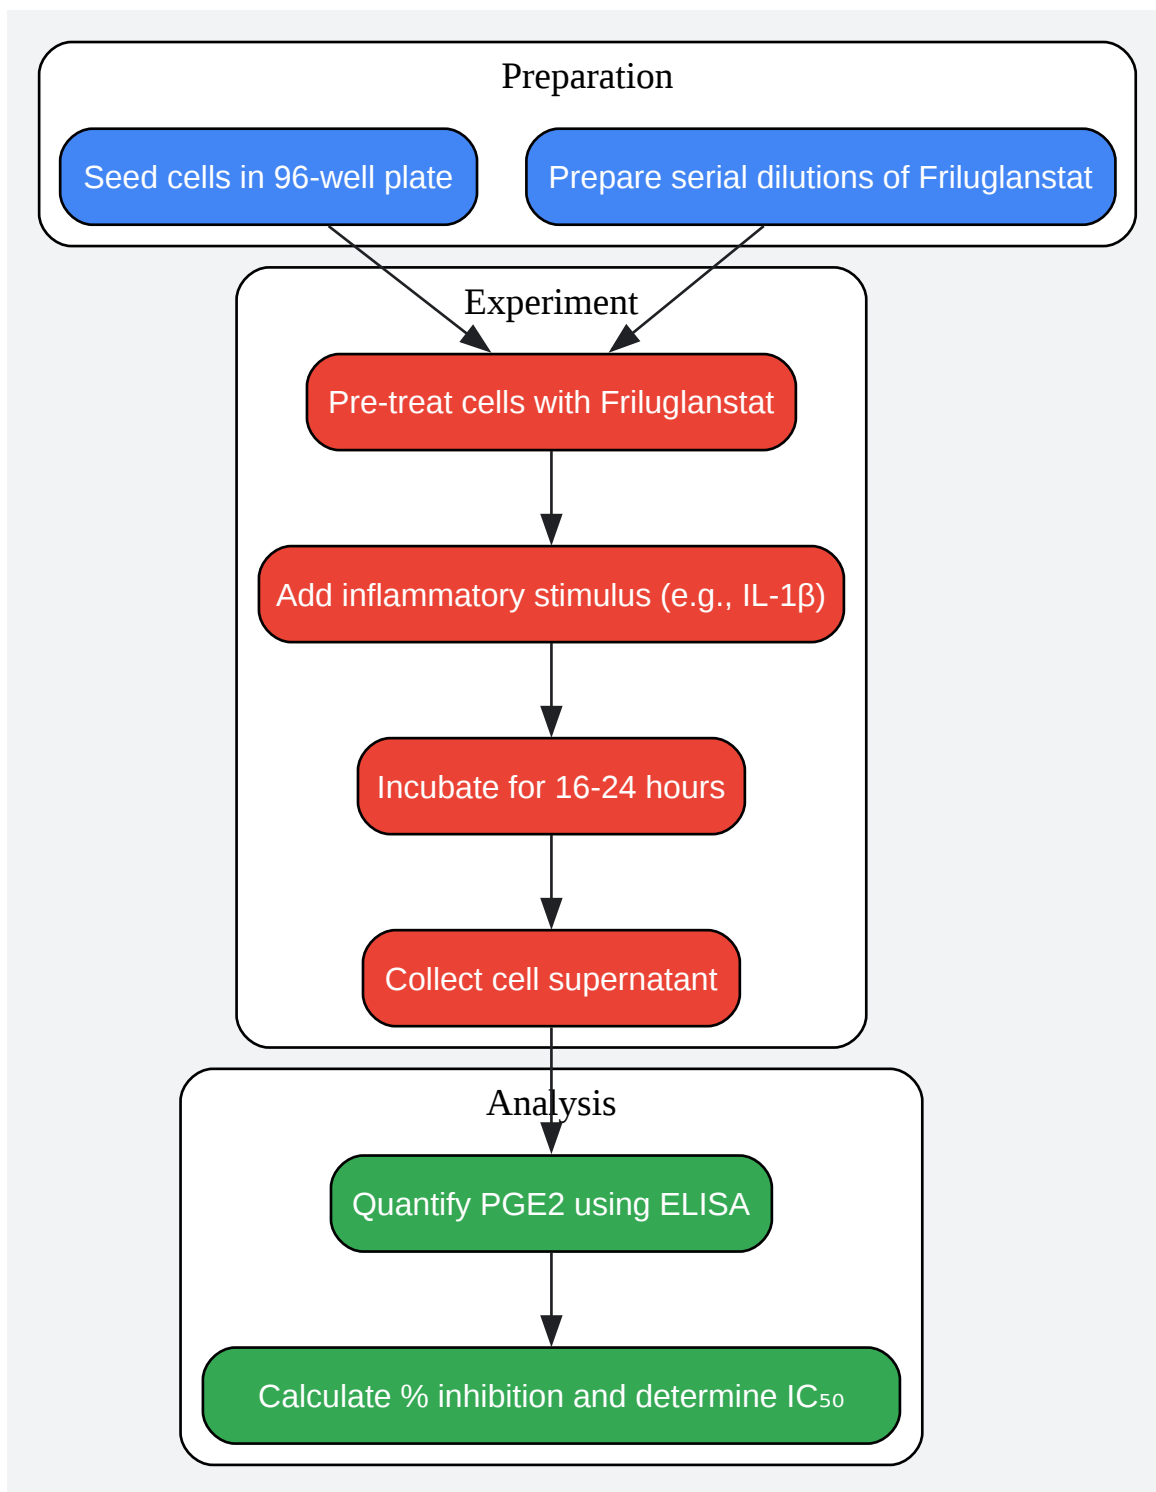 Preparation
Seed cells in 96-well plate
Prepare serial dilutions of Friluglanstat
Experiment
Pre-treat cells with Friluglanstat
Add inflammatory stimulus (e.g., IL-1β)
Incubate for 16-24 hours
Collect cell supernatant
Analysis
Quantify PGE2 using ELISA
Calculate % inhibition and determine IC₅₀